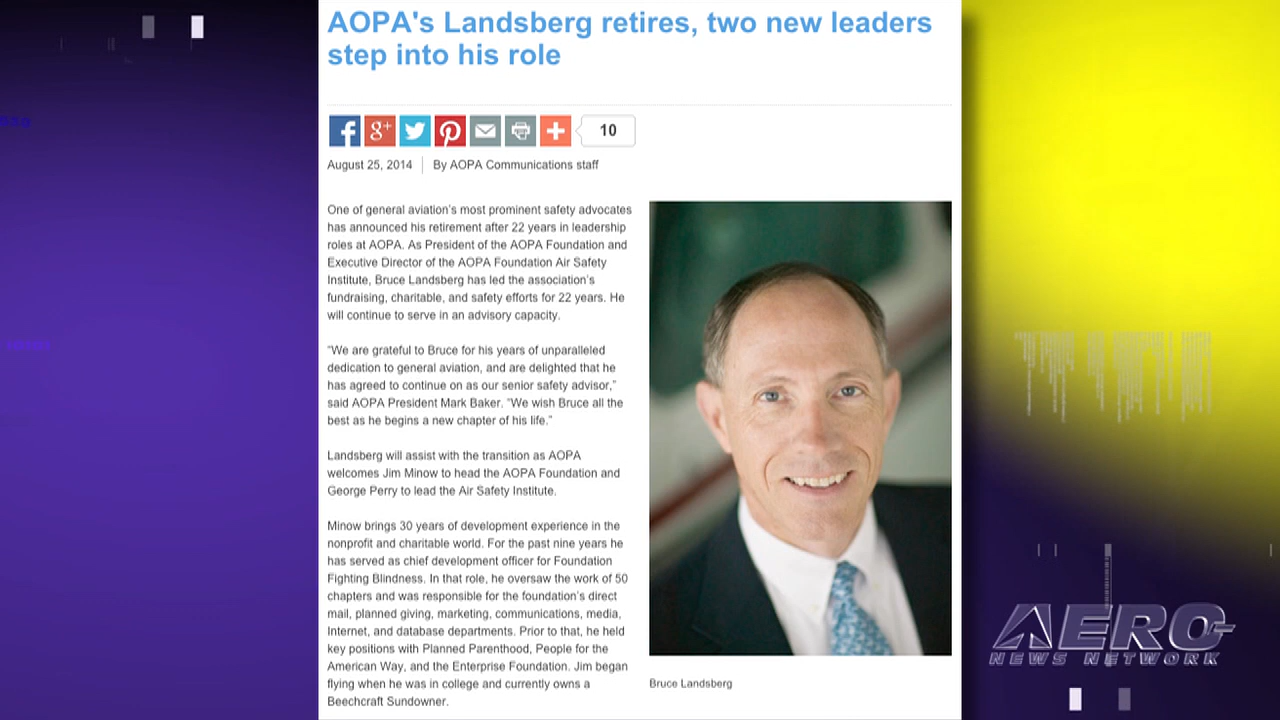 AOPA's Landsberg retires, two new leaders
step into his role
10
August 25, 2014 By AOPA Communications staff
One of general aviation's most prominent safety advocates
has announced his retirement after 22 years in leadership
roles at AOPA. As President of the AOPA Foundation and
Executive Director of the AOPA Foundation Air Safety
Institute, Bruce Landsberg has led the association's
fundraising, charitable, and safety efforts for 22 years. He
will continue to serve in an advisory capacity.
"We are grateful to Bruce for his years of unparalleled
dedication to general aviation, and are delighted that he
has agreed to continue on as our senior safety advisor,"
said AOPA President Mark Baker. "We wish Bruce all the
best as he begins a new chapter of his life."
Landsberg will assist with the transition as AOPA
welcomes Jim Minow to head the AOPA Foundation and
George Perry to lead the Air Safety Institute.
Minow brings 30 years of development experience in the
nonprofit and charitable world. For the past nine years he
has served as chief development officer for Foundation
Fighting Blindness. In that role, he oversaw the work of 50
chapters and was responsible for the foundation's direct
mail, planned giving, marketing, communications, media,
Internet, and database departments. Prior to that, he held
key positions with Planned Parenthood, People for the
American Way, and the Enterprise Foundation. Jim began
flying when he was in college and currently owns a
Beechcraft Sundowner.
Bruce Landsberg
AERO
NEWS NETWORK